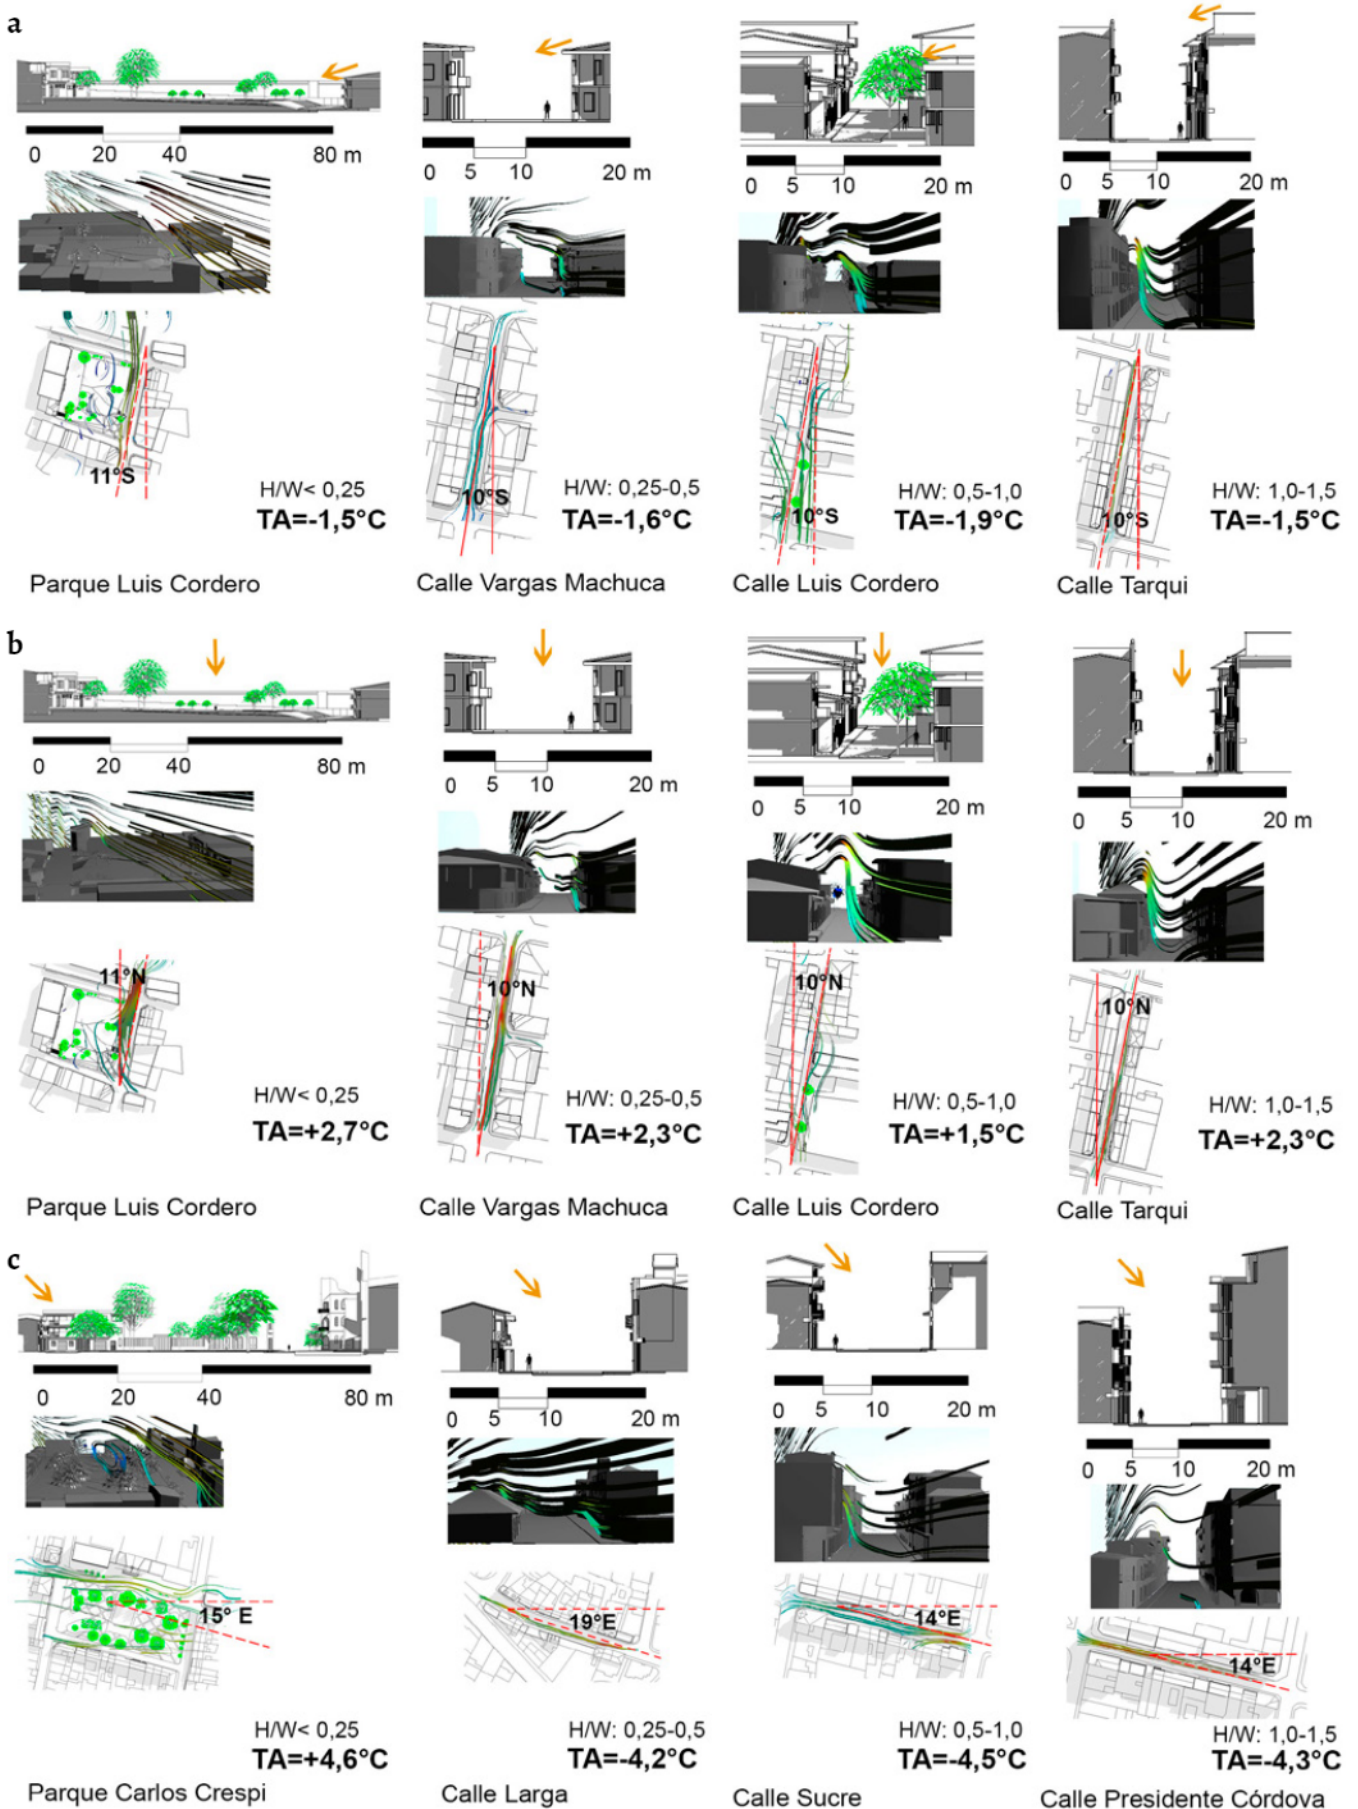 a
0 20 40 80 m
0 5 10 20 m
0 5 10 20 m
0 5 10 20 m
11°S
10°S
10°S
10°S
H/W< 0,25
TA=-1,5°C
H/W: 0,25-0,5
TA=-1,6°C
H/W: 0,5-1,0
TA=-1,9°C
H/W: 1,0-1,5
TA=-1,5°C
Parque Luis Cordero
Calle Vargas Machuca
Calle Luis Cordero
Calle Tarqui
b
0 20 40 80 m
0 5 10 20 m
0 5 10 20 m
0 5 10 20 m
11°N
10°N
10°N
10°N
H/W< 0,25
TA=+2,7°C
H/W: 0,25-0,5
TA=+2,3°C
H/W: 0,5-1,0
TA=+1,5°C
H/W: 1,0-1,5
TA=+2,3°C
Parque Luis Cordero
Calle Vargas Machuca
Calle Luis Cordero
Calle Tarqui
c
0 20 40 80 m
0 5 10 20 m
0 5 10 20 m
0 5 10 20 m
15° E
19°E
14°E
14°E
H/W< 0,25
TA=+4,6°C
H/W: 0,25-0,5
TA=-4,2°C
H/W: 0,5-1,0
TA=-4,5°C
H/W: 1,0-1,5
TA=-4,3°C
Parque Carlos Crespi
Calle Larga
Calle Sucre
Calle Presidente Córdova